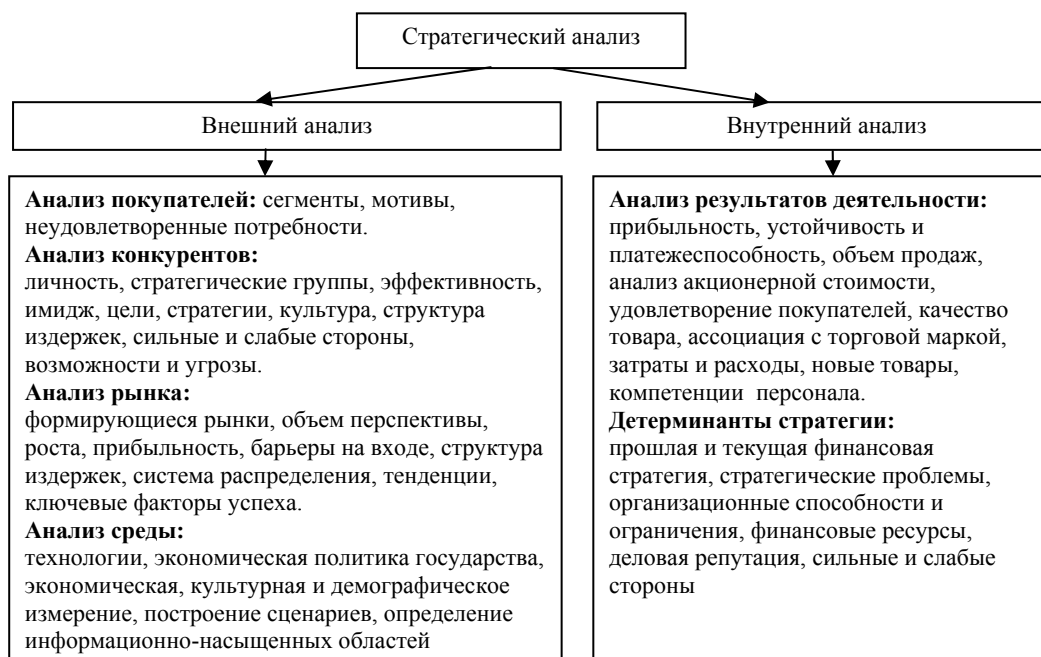 Стратегический анализ
Внешний анализ
Внутренний анализ
Анализ покупателей: сегменты, мотивы,
неудовлетворенные потребности.
Анализ конкурентов:
личность, стратегические группы, эффективность,
имидж, цели, стратегии, культура, структура
издержек, сильные и слабые стороны,
возможности и угрозы.
Анализ рынка:
формирующиеся рынки, объем перспективы,
роста, прибыльность, барьеры на входе, структура
издержек, система распределения, тенденции,
ключевые факторы успеха.
Анализ среды:
технологии, экономическая политика государства,
экономическая, культурная и демографическое
измерение, построение сценариев, определение
информационно-насыщенных областей
Анализ результатов деятельности:
прибыльность, устойчивость и
платежеспособность, объем продаж,
анализ акционерной стоимости,
удовлетворение покупателей, качество
товара, ассоциация с торговой маркой,
затраты и расходы, новые товары,
компетенции персонала.
Детерминанты стратегии:
прошлая и текущая финансовая
стратегия, стратегические проблемы,
организационные способности и
ограничения, финансовые ресурсы,
деловая репутация, сильные и слабые
стороны